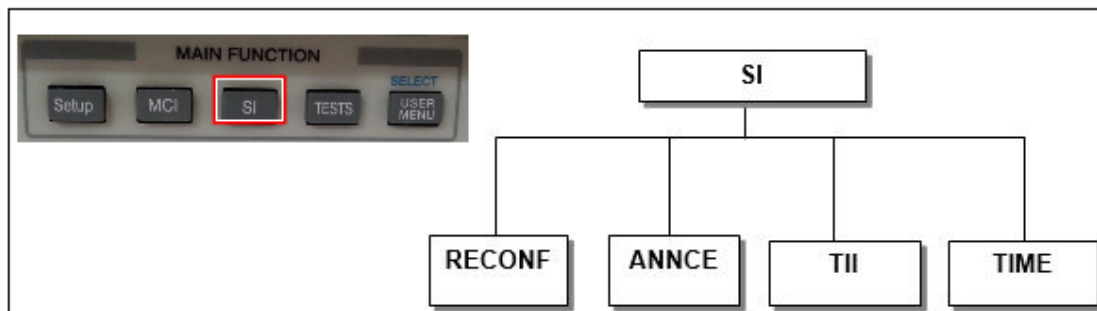 MAIN FUNCTION
SELECT
Setup MCI SI TESTS USER
MENU
SI
RECONF ANNCE TII TIME